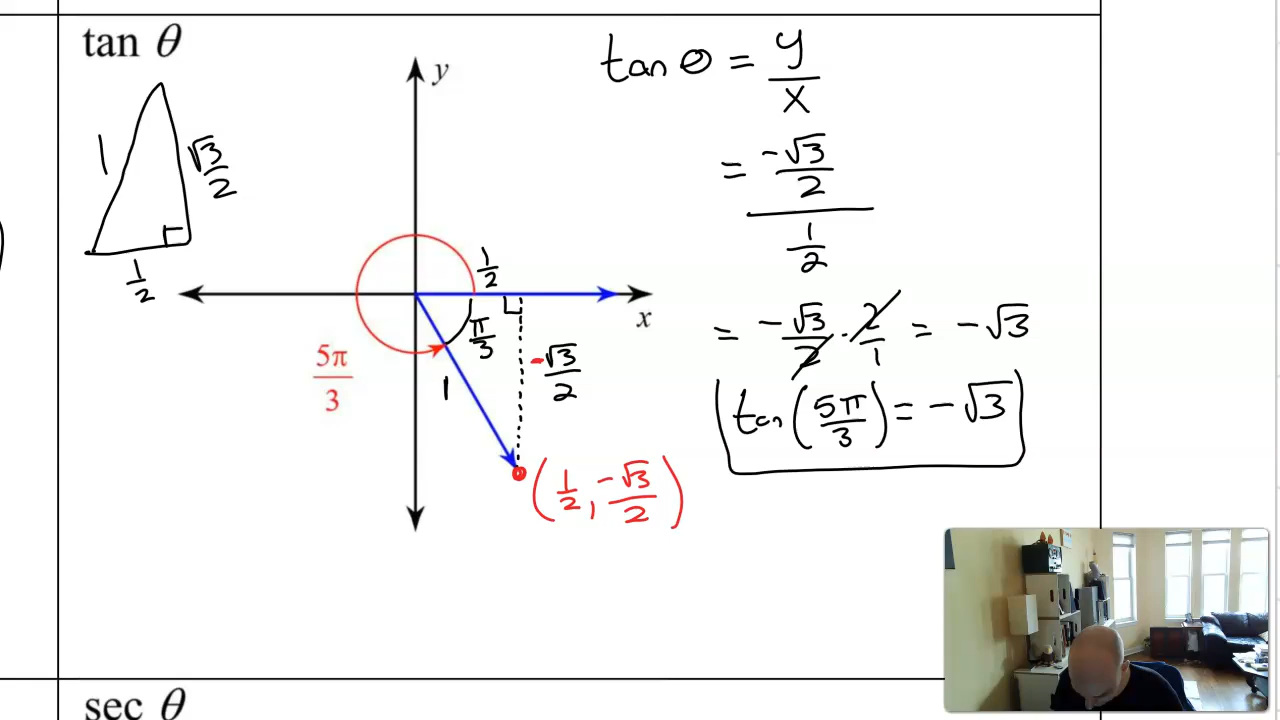 tan θ
y
x
1
√3/2
1/2
1/2
π/3
5π/3
1
-√3/2
(1/2, -√3/2)
tan θ = y/x
= (-√3/2)/(1/2)
= -√3/2 · 2/1 = -√3
tan(5π/3) = -√3
sec θ